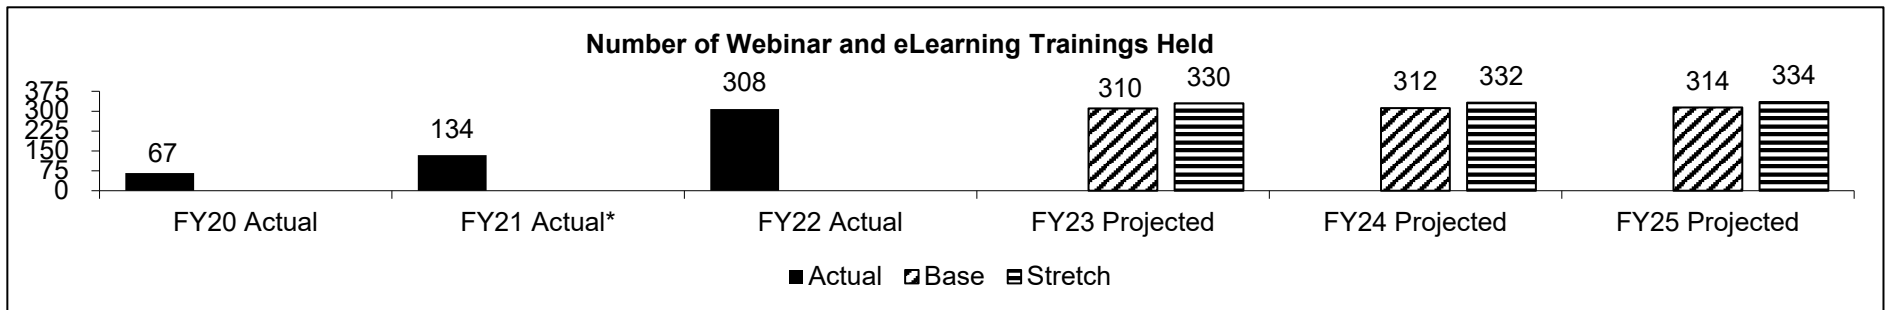 Number of Webinar and eLearning Trainings Held
375
300
225
150
75
0
67
134
308
310
330
312
332
314
334
FY20 Actual
FY21 Actual*
FY22 Actual
FY23 Projected
FY24 Projected
FY25 Projected
Actual
Base
Stretch